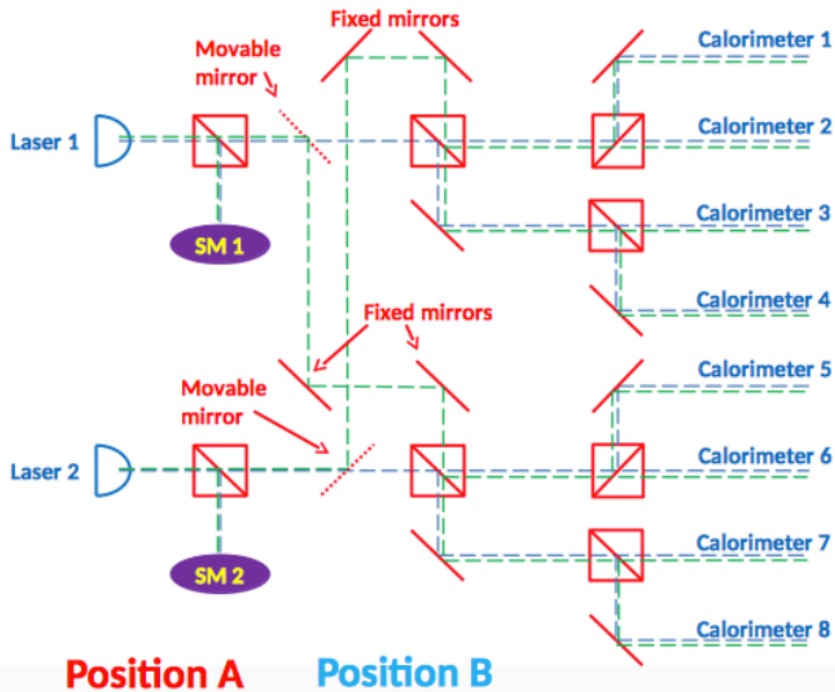 Fixed mirrors
Movable
mirror
Laser 1
SM 1
Calorimeter 1
Calorimeter 2
Calorimeter 3
Calorimeter 4
Fixed mirrors
Movable
mirror
Laser 2
SM 2
Calorimeter 5
Calorimeter 6
Calorimeter 7
Calorimeter 8
Position A
Position B